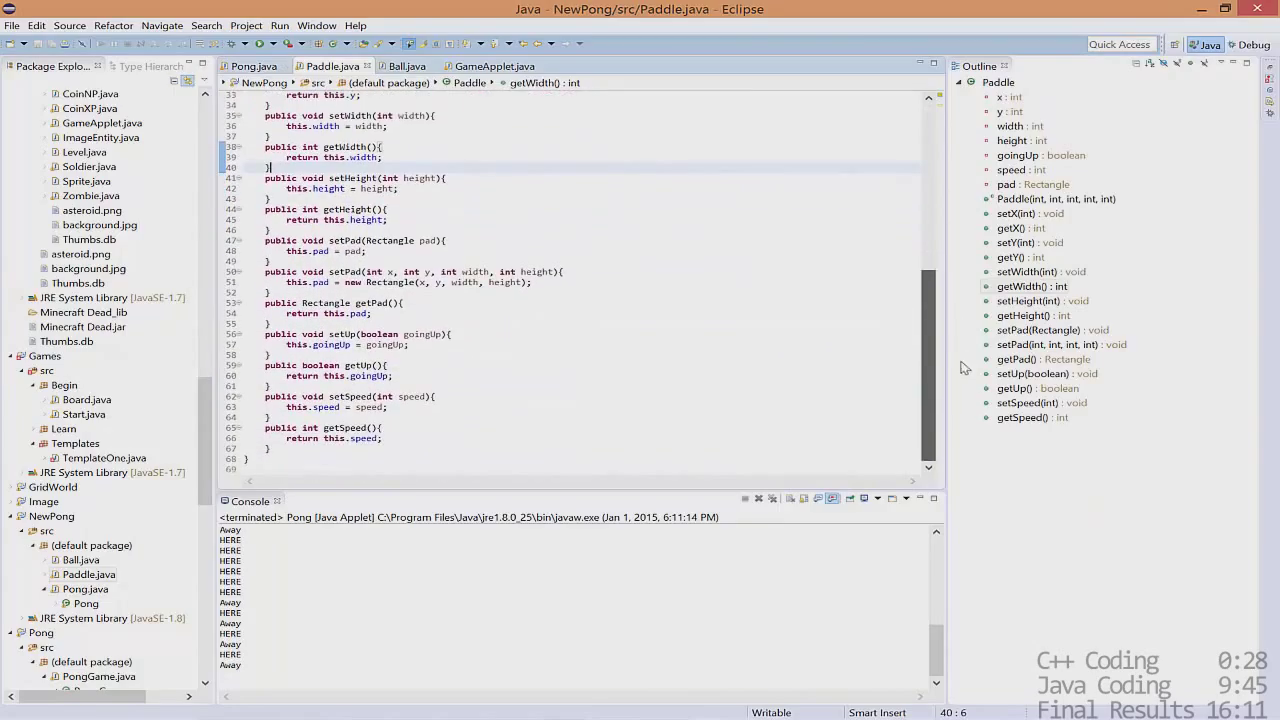 Java - NewPong/src/Paddle.java - Eclipse
File Edit Source Refactor Navigate Search Project Run Window Help
Quick Access Java Debug
Package Explo... Type Hierarch
CoinNP.java
CoinXP.java
GameApplet.java
ImageEntity.java
Level.java
Soldier.java
Sprite.java
Zombie.java
asteroid.png
background.jpg
Thumbs.db
asteroid.png
background.jpg
Thumbs.db
JRE System Library [JavaSE-1.7]
Minecraft Dead_lib
Minecraft Dead.jar
Thumbs.db
Games
src
Begin
Board.java
Start.java
Learn
Templates
TemplateOne.java
JRE System Library [JavaSE-1.7]
GridWorld
Image
NewPong
src
(default package)
Ball.java
Paddle.java
Pong.java
Pong
JRE System Library [JavaSE-1.8]
Pong
src
(default package)
PongGame.java
Pong.java Paddle.java Ball.java GameApplet.java
NewPong src (default package) Paddle getWidth() : int
33 return this.y;
34 }
35 public void setWidth(int width){
36 this.width = width;
37 }
38 public int getWidth(){
39 return this.width;
40 }
41 public void setHeight(int height){
42 this.height = height;
43 }
44 public int getHeight(){
45 return this.height;
46 }
47 public void setPad(Rectangle pad){
48 this.pad = pad;
49 }
50 public void setPad(int x, int y, int width, int height){
51 this.pad = new Rectangle(x, y, width, height);
52 }
53 public Rectangle getPad(){
54 return this.pad;
55 }
56 public void setUp(boolean goingUp){
57 this.goingUp = goingUp;
58 }
59 public boolean getUp(){
60 return this.goingUp;
61 }
62 public void setSpeed(int speed){
63 this.speed = speed;
64 }
65 public int getSpeed(){
66 return this.speed;
67 }
68 }
69
Console
<terminated> Pong [Java Applet] C:\Program Files\Java\jre1.8.0_25\bin\javaw.exe (Jan 1, 2015, 6:11:14 PM)
Away
HERE
HERE
HERE
HERE
HERE
HERE
Away
HERE
Away
HERE
Away
HERE
Away
Outline
Paddle
x : int
y : int
width : int
height : int
goingUp : boolean
speed : int
pad : Rectangle
Paddle(int, int, int, int, int)
setX(int) : void
getX() : int
setY(int) : void
getY() : int
setWidth(int) : void
getWidth() : int
setHeight(int) : void
getHeight() : int
setPad(Rectangle) : void
setPad(int, int, int, int) : void
getPad() : Rectangle
setUp(boolean) : void
getUp() : boolean
setSpeed(int) : void
getSpeed() : int
C++ Coding 0:28
Java Coding 9:45
Final Results 16:11
Writable Smart Insert 40 : 6